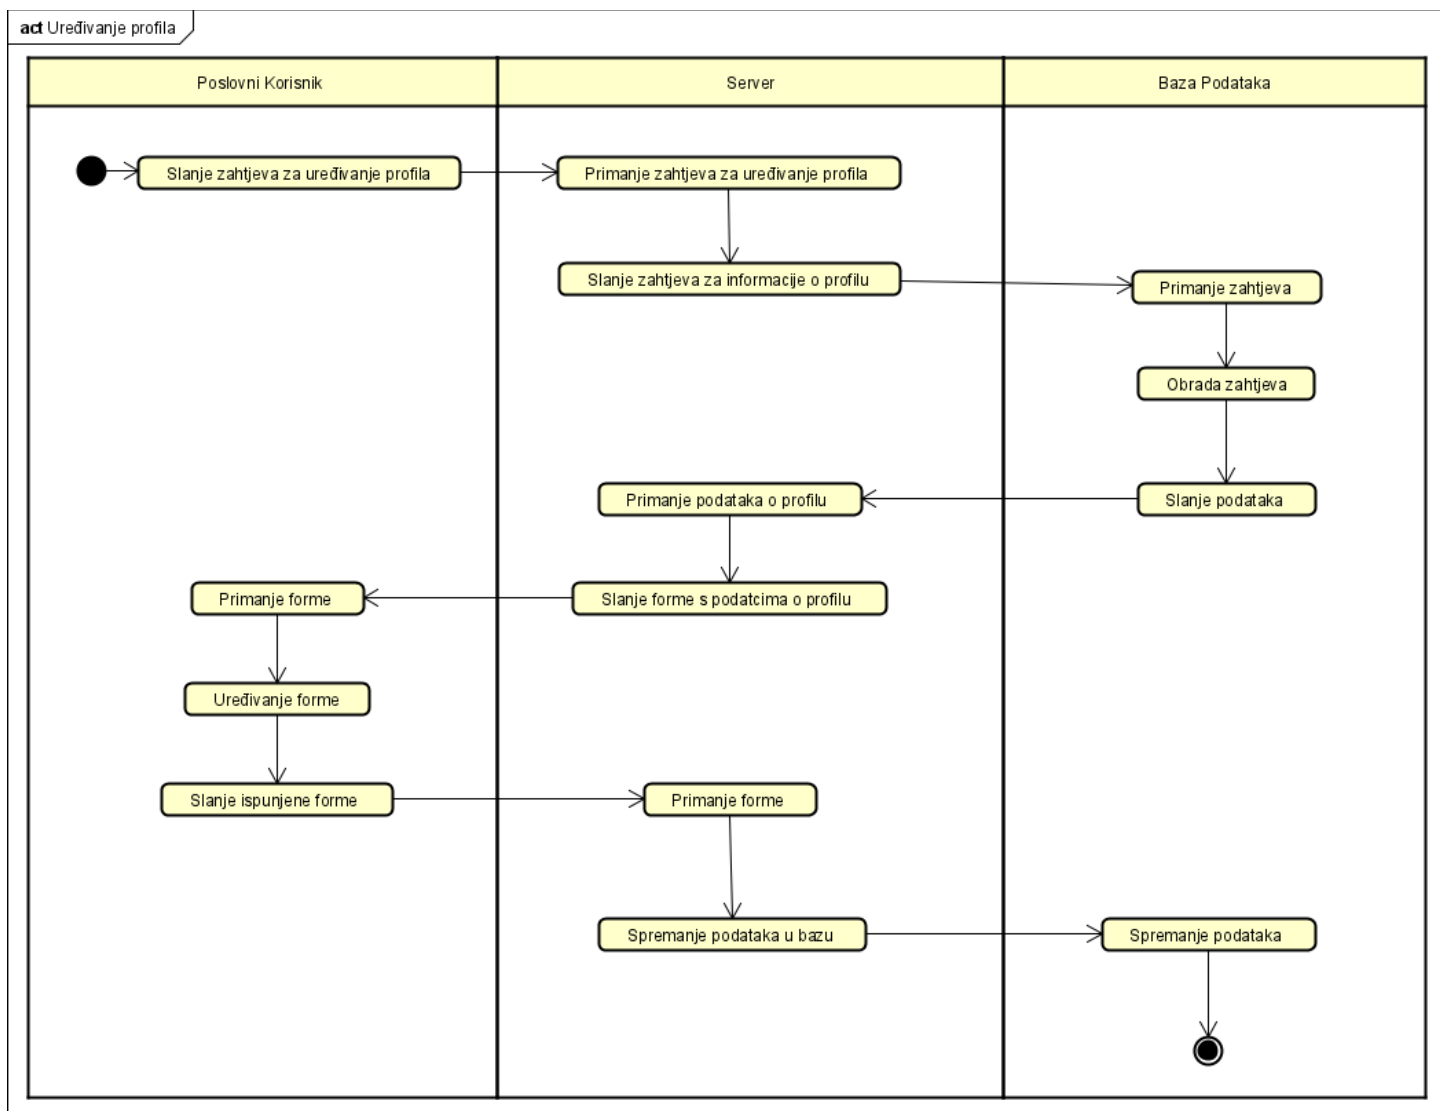 act Uređivanje profila
Poslovni Korisnik
Server
Baza Podataka
Slanje zahtjeva za uređivanje profila
Primanje zahtjeva za uređivanje profila
Slanje zahtjeva za informacije o profilu
Primanje zahtjeva
Obrada zahtjeva
Primanje podataka o profilu
Slanje podataka
Primanje forme
Slanje forme s podatcima o profilu
Uređivanje forme
Slanje ispunjene forme
Primanje forme
Spremanje podataka u bazu
Spremanje podataka